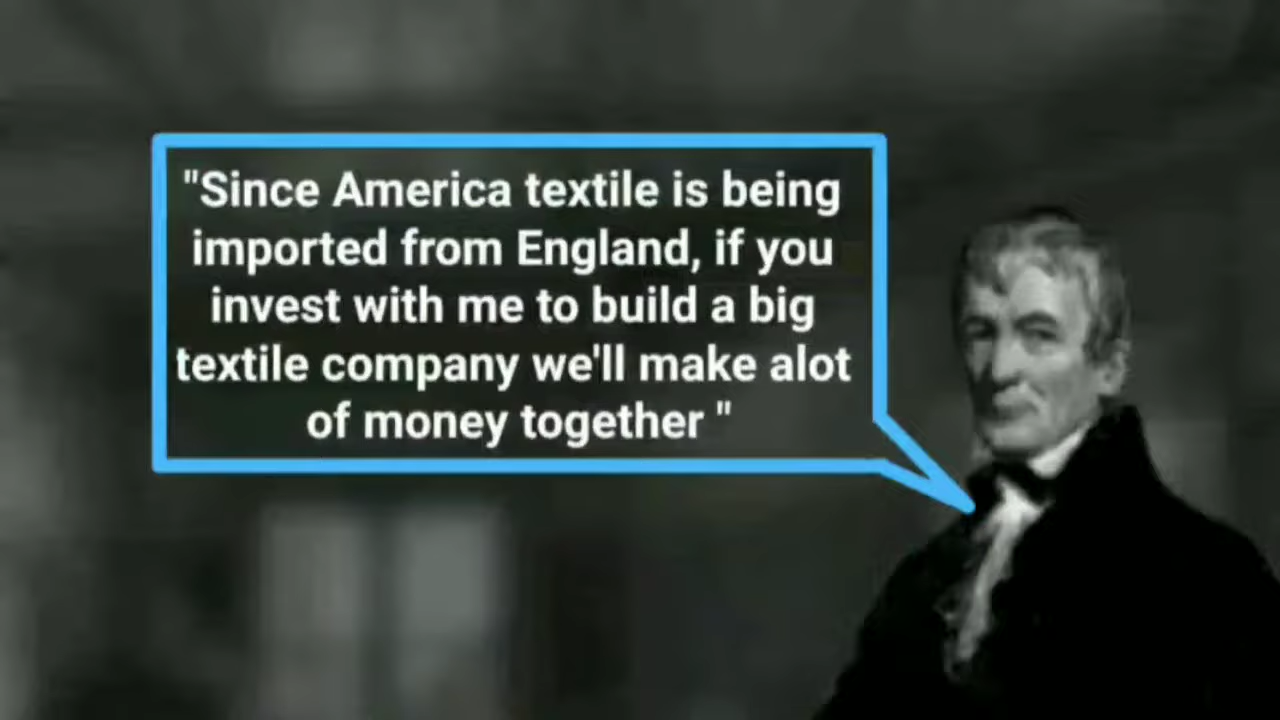 "Since America textile is being
imported from England, if you
invest with me to build a big
textile company we'll make alot
of money together "